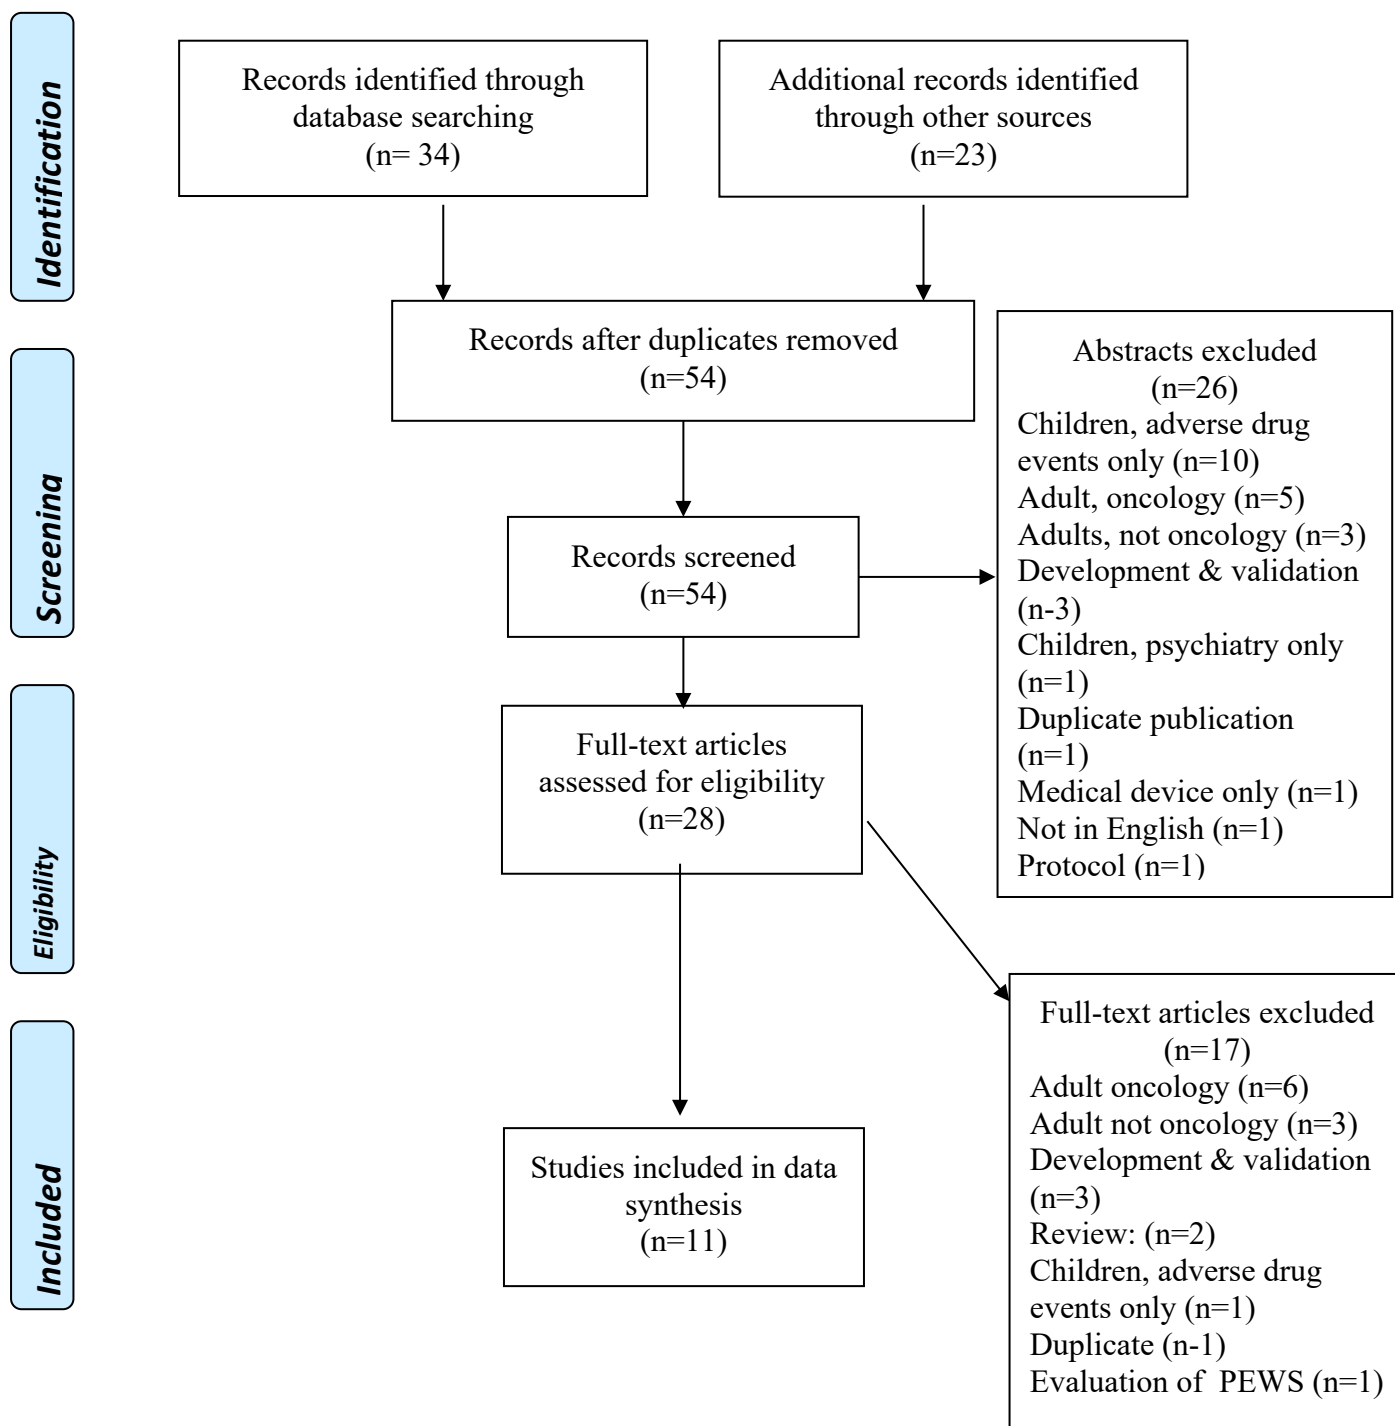 Identification
Records identified through
database searching
(n= 34)
Additional records identified
through other sources
(n=23)
Records after duplicates removed
(n=54)
Screenina
Records screened
(n=54)
Abstracts excluded
(n=26)
Children, adverse drug
events only (n=10)
Adult, oncology (n=5)
Adults, not oncology (n=3)
Development & validation
(n-3)
Children, psychiatry only
(n=1)
Duplicate publication
(n=1)
Medical device only (n=1)
Not in English (n=1)
Protocol (n=1)
Eligibility
Full-text articles
assessed for eligibility
(n=28)
Full-text articles excluded
(n=17)
Adult oncology (n=6)
Adult not oncology (n=3)
Development & validation
(n=3)
Review: (n=2)
Children, adverse drug
events only (n=1)
Duplicate (n-1)
Evaluation of  PEWS (n=1)
Included
Studies included in data
synthesis
(n=11)